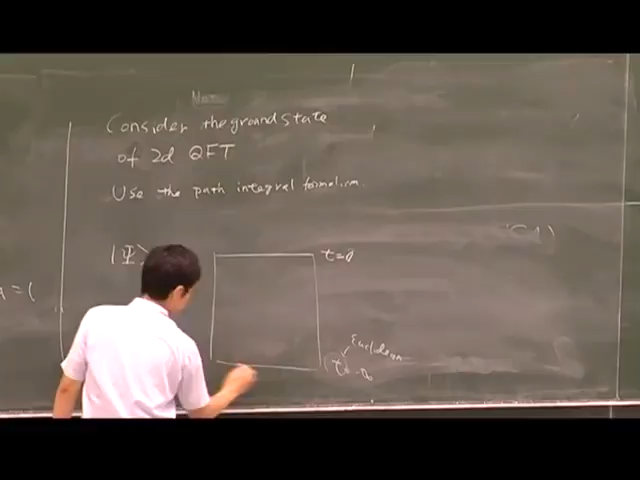 Consider the ground state
of 2d QFT
Use the path integral formalism.
|Ψ⟩
t=0
Euclidean
τ=-∞